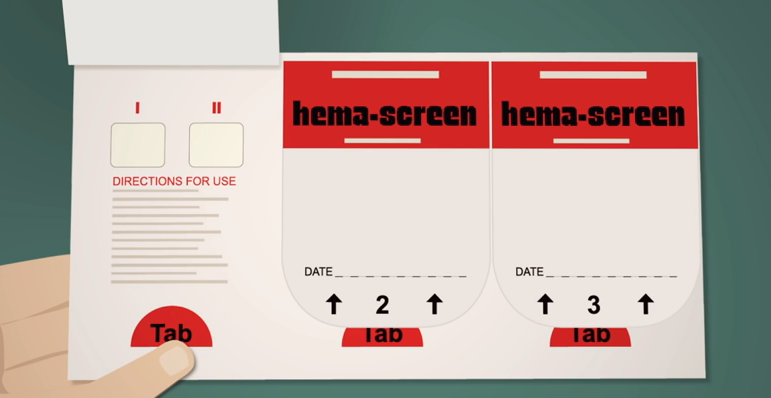 I II
DIRECTIONS FOR USE
Tab
hema-screen
DATE
2
Tab
hema-screen
DATE
3
Tab